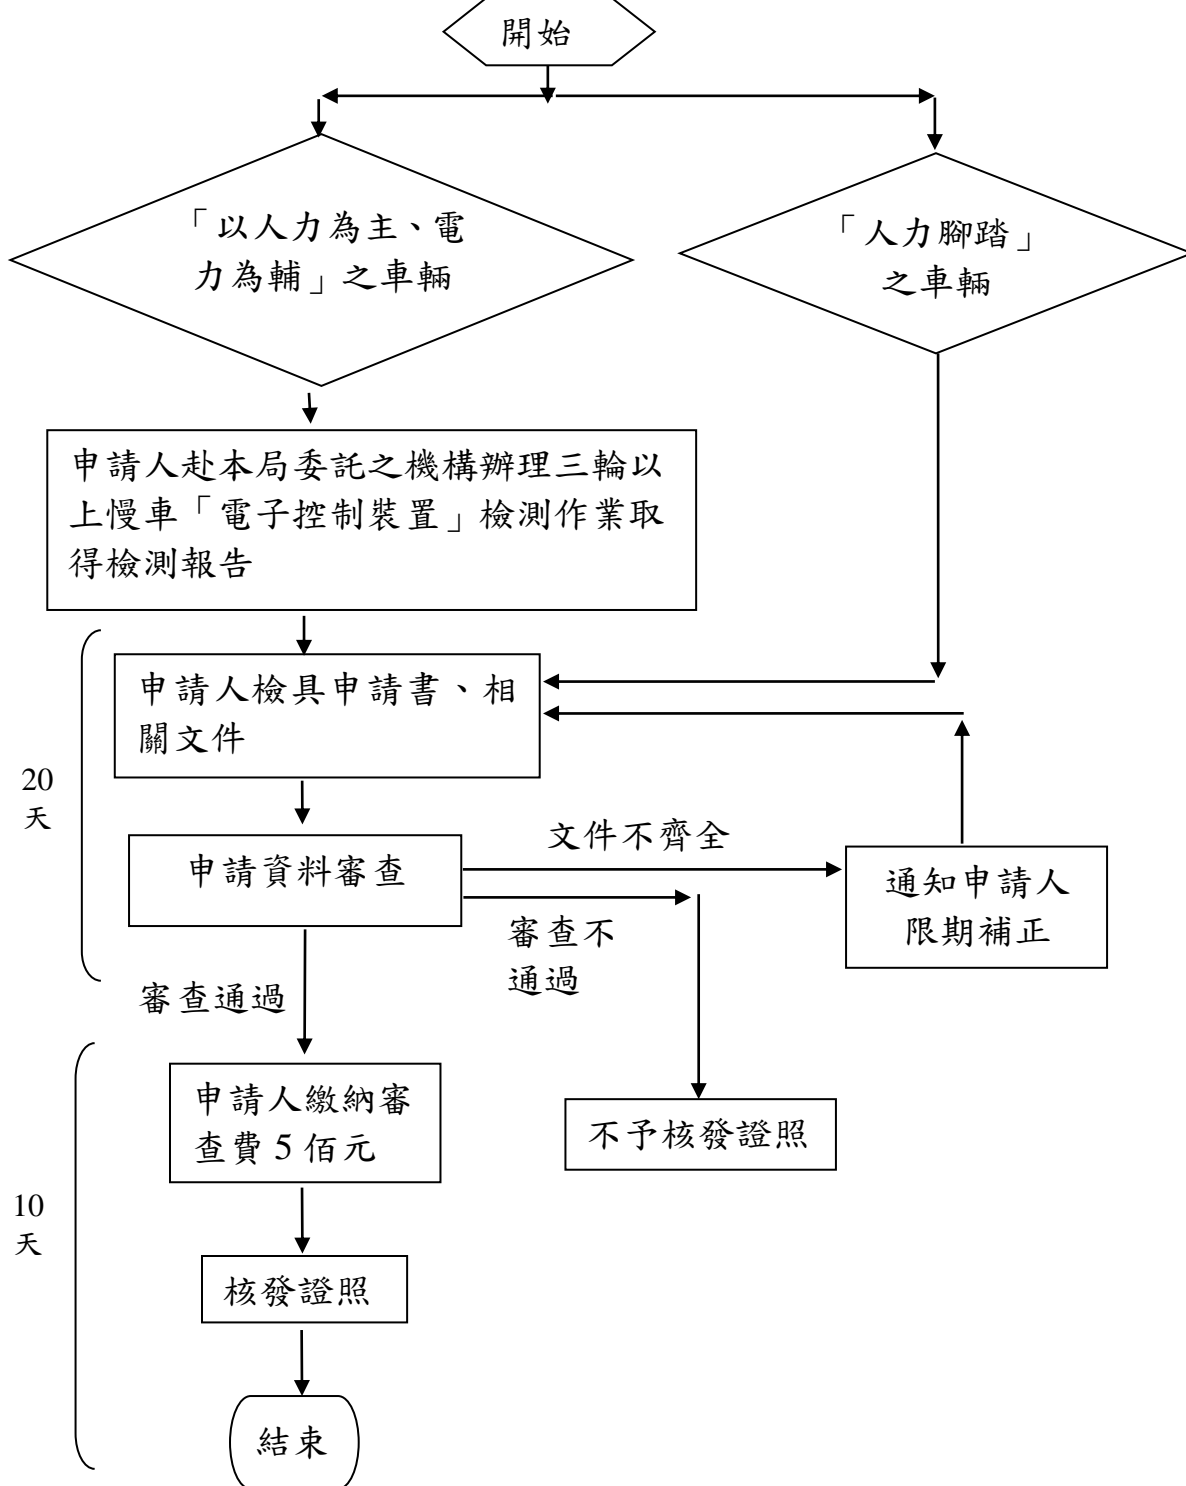 開始
「以人力為主、電
力為輔」之車輛
「人力腳踏」
之車輛
申請人赴本局委託之機構辦理三輪以
上慢車「電子控制裝置」檢測作業取
得檢測報告
申請人檢具申請書、相
關文件
20
天
申請資料審查
文件不齊全
通知申請人
限期補正
審查不
通過
審查通過
申請人繳納審
查費 5 佰元
不予核發證照
10
天
核發證照
結束